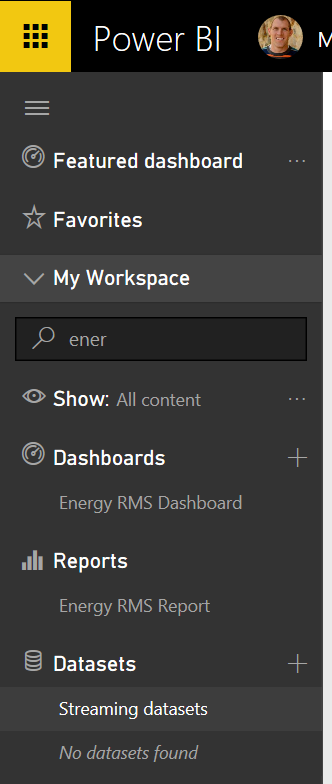 Power BI
M
Featured dashboard ...
Favorites
My Workspace
ener
Show: All content ...
Dashboards +
Energy RMS Dashboard
Reports
Energy RMS Report
Datasets +
Streaming datasets
No datasets found